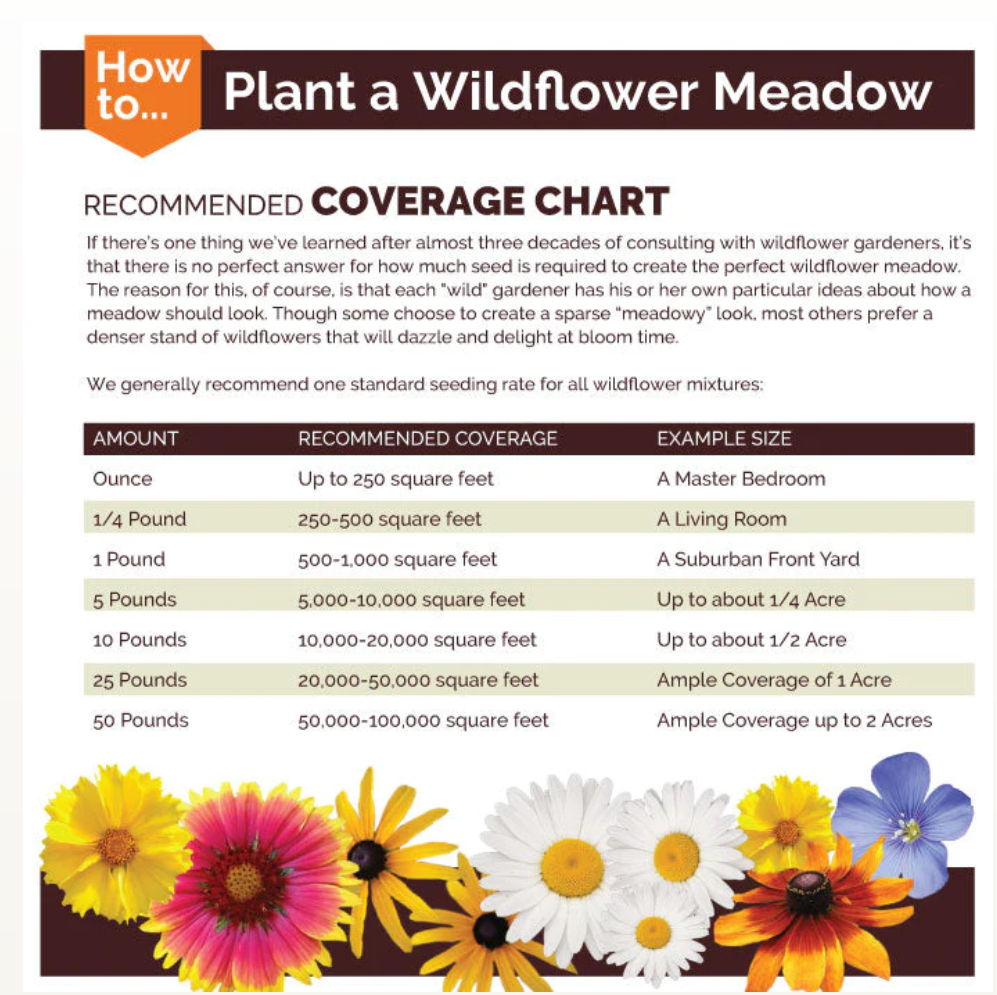 How
to...
Plant a Wildflower Meadow
RECOMMENDED COVERAGE CHART
If there's one thing we've learned after almost three decades of consulting with wildflower gardeners, it's
that there is no perfect answer for how much seed is required to create the perfect wildflower meadow.
The reason for this, of course, is that each "wild" gardener has his or her own particular ideas about how a
meadow should look. Though some choose to create a sparse "meadowy" look, most others prefer a
denser stand of wildflowers that will dazzle and delight at bloom time.
We generally recommend one standard seeding rate for all wildflower mixtures:
AMOUNT RECOMMENDED COVERAGE EXAMPLE SIZE
Ounce Up to 250 square feet A Master Bedroom
1/4 Pound 250-500 square feet A Living Room
1 Pound 500-1,000 square feet A Suburban Front Yard
5 Pounds 5,000-10,000 square feet Up to about 1/4 Acre
10 Pounds 10,000-20,000 square feet Up to about 1/2 Acre
25 Pounds 20,000-50,000 square feet Ample Coverage of 1 Acre
50 Pounds 50,000-100,000 square feet Ample Coverage up to 2 Acres